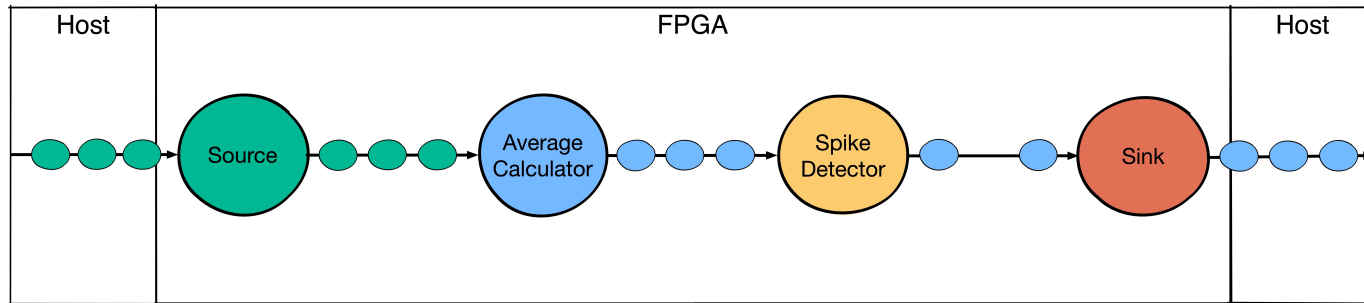 Host
FPGA
Host
Source
Average
Calculator
Spike
Detector
Sink